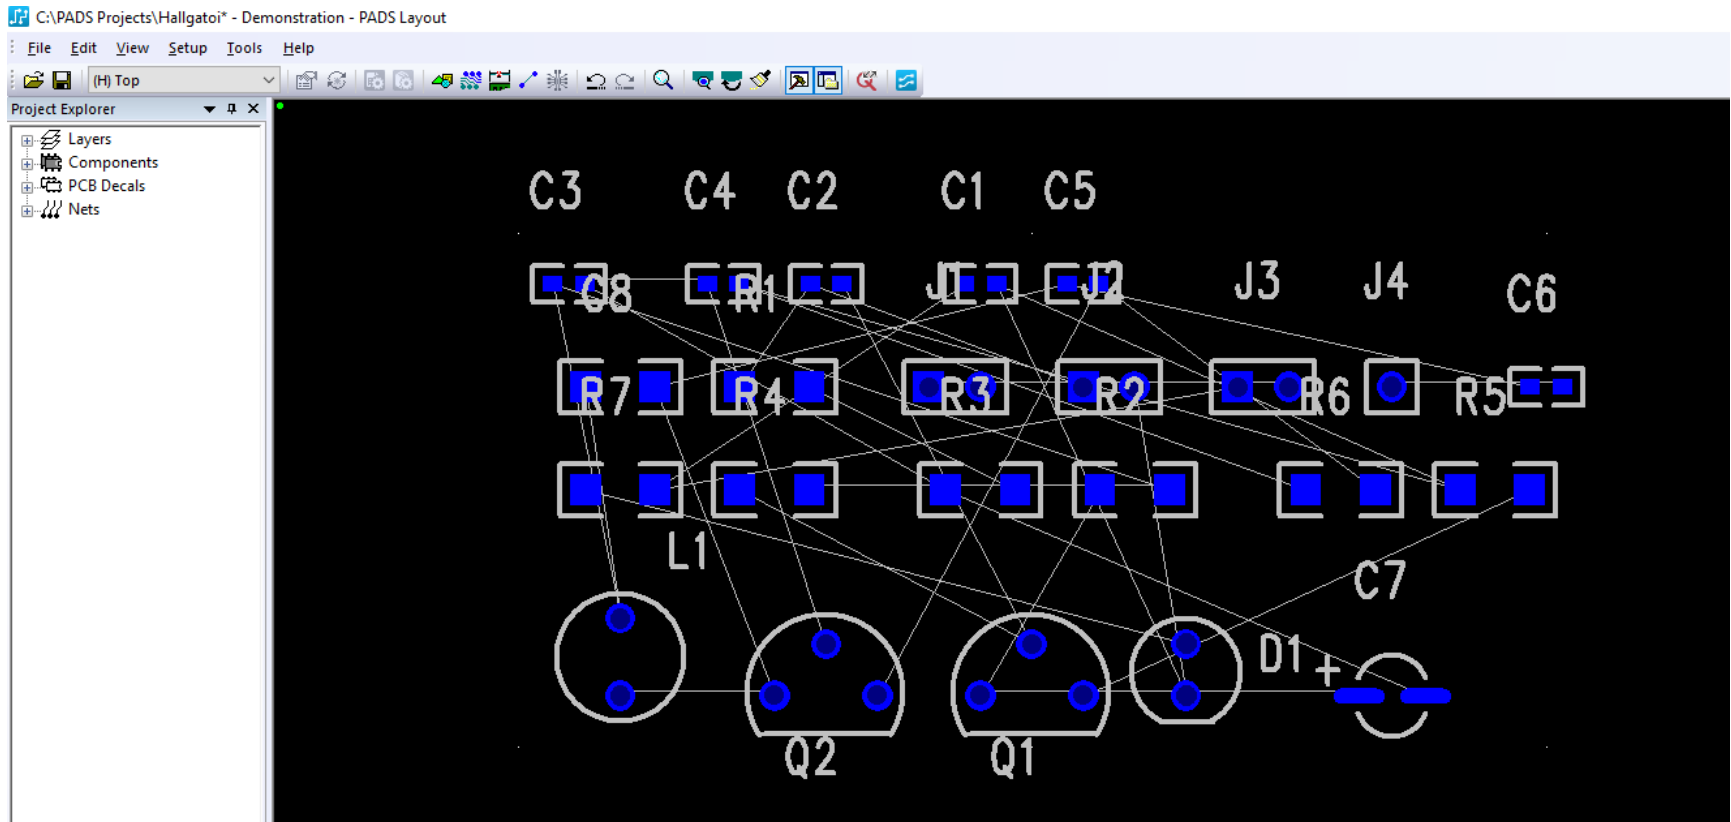 C:\PADS Projects\Hallgatoi* - Demonstration - PADS Layout
File Edit View Setup Tools Help
(H) Top
Project Explorer
Layers
Components
PCB Decals
Nets
C3 C4 C2 C1 C5
C8 R1 J1 J2 J3 J4 C6
R7 R4 R3 R2 R6 R5
L1 C7
D1 +
Q2 Q1